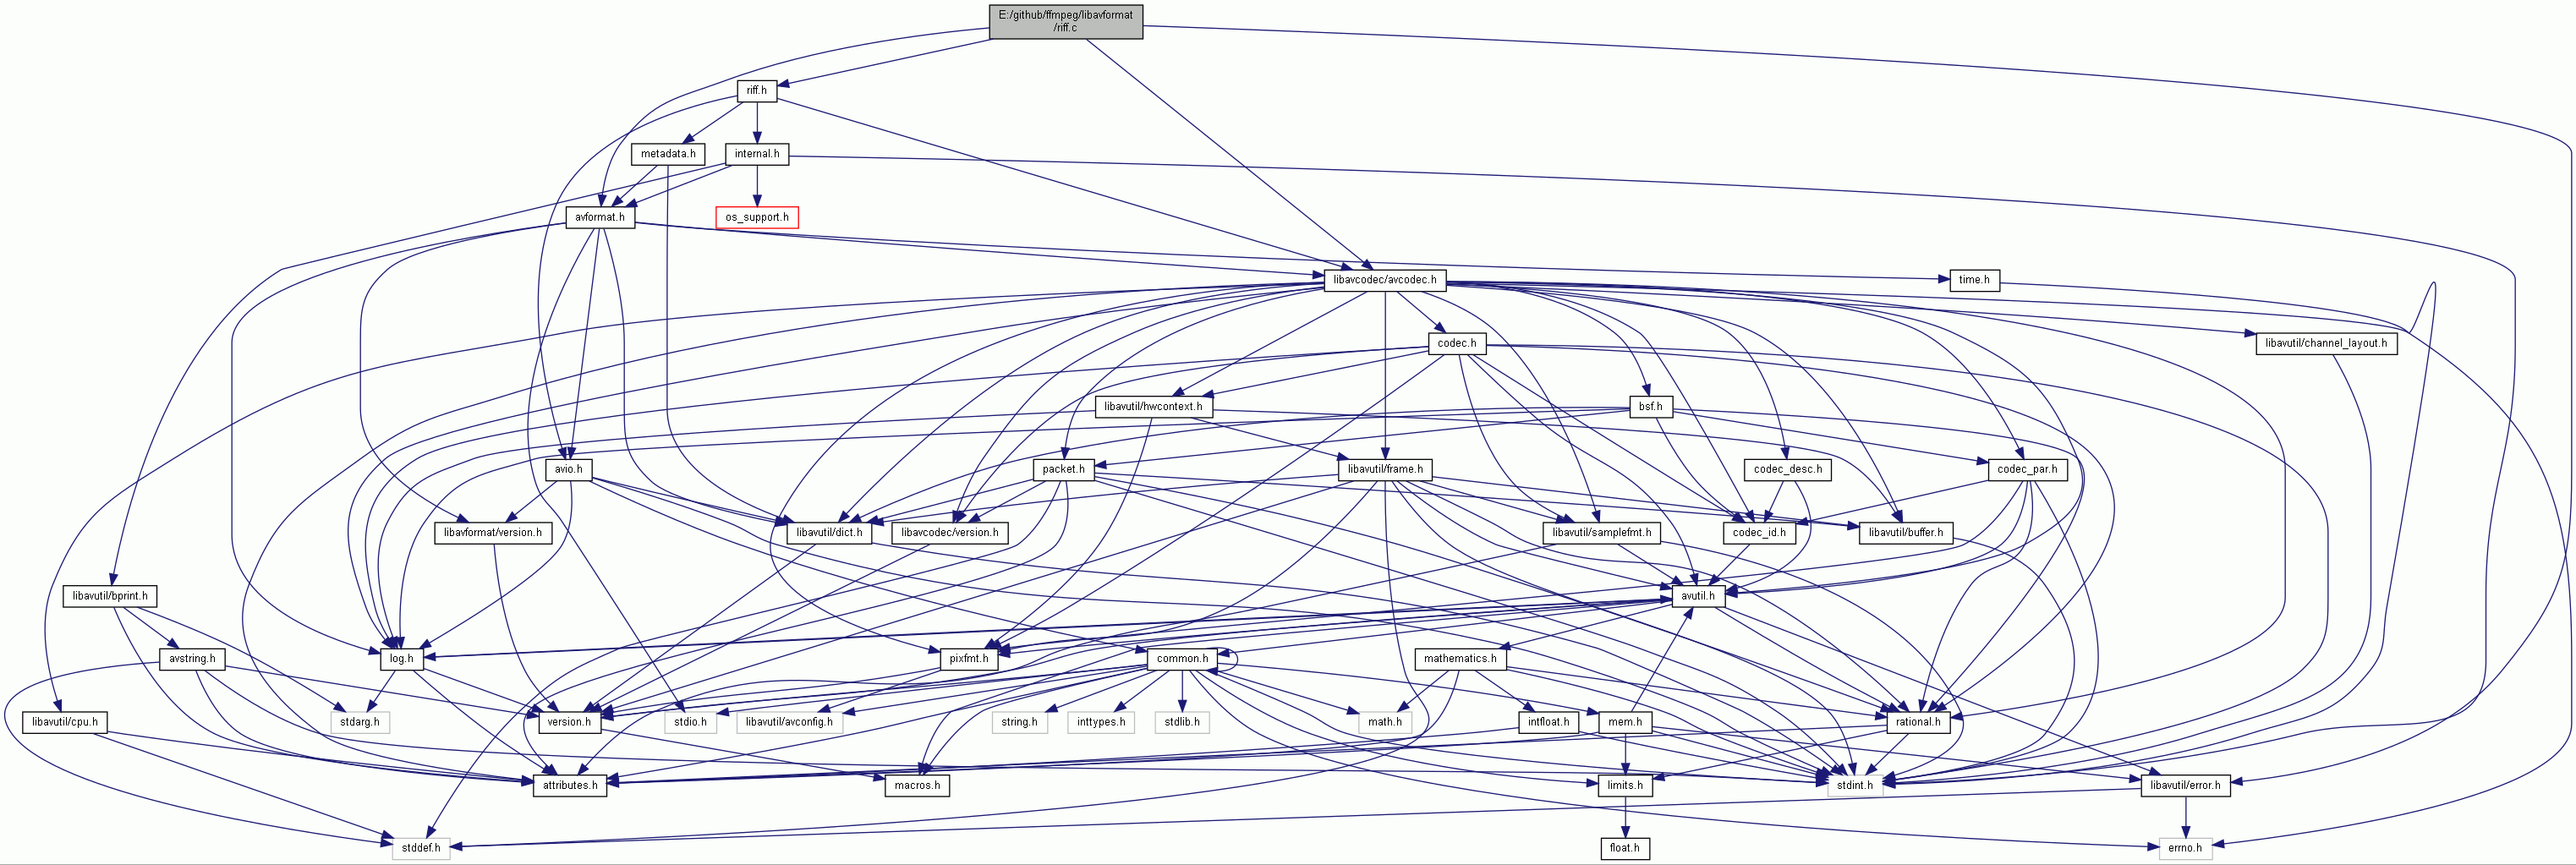 E:/github/ffmpeg/libavformat
/riff.c
riff.h
metadata.h
internal.h
avformat.h
os_support.h
libavcodec/avcodec.h
time.h
codec.h
libavutil/channel_layout.h
libavutil/hwcontext.h
bsf.h
avio.h
packet.h
libavutil/frame.h
codec_desc.h
codec_par.h
libavformat/version.h
libavutil/dict.h
libavcodec/version.h
libavutil/samplefmt.h
codec_id.h
libavutil/buffer.h
libavutil/bprint.h
avutil.h
avstring.h
log.h
pixfmt.h
common.h
mathematics.h
libavutil/cpu.h
stdarg.h
version.h
stdio.h
libavutil/avconfig.h
string.h
inttypes.h
stdlib.h
math.h
intfloat.h
mem.h
rational.h
attributes.h
macros.h
limits.h
stdint.h
libavutil/error.h
stddef.h
float.h
errno.h